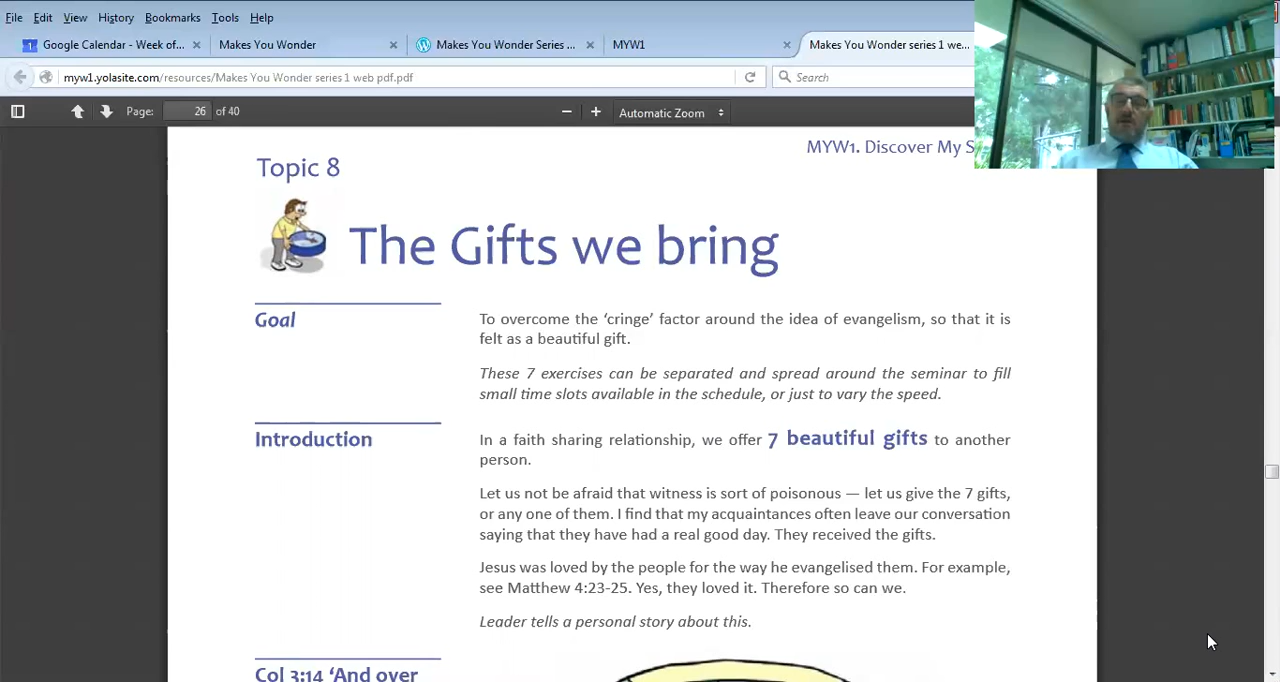 File Edit View History Bookmarks Tools Help
1 Google Calendar - Week of... × Makes You Wonder × Makes You Wonder Series ... × MYW1 × Makes You Wonder series 1 we...
myw1.yolasite.com/resources/Makes You Wonder series 1 web pdf.pdf Search
Page: 26 of 40 Automatic Zoom
MYW1. Discover My S
Topic 8
The Gifts we bring
Goal
To overcome the ‘cringe’ factor around the idea of evangelism, so that it is
felt as a beautiful gift.
These 7 exercises can be separated and spread around the seminar to fill
small time slots available in the schedule, or just to vary the speed.
Introduction
In a faith sharing relationship, we offer 7 beautiful gifts to another
person.
Let us not be afraid that witness is sort of poisonous — let us give the 7 gifts,
or any one of them. I find that my acquaintances often leave our conversation
saying that they have had a real good day. They received the gifts.
Jesus was loved by the people for the way he evangelised them. For example,
see Matthew 4:23-25. Yes, they loved it. Therefore so can we.
Leader tells a personal story about this.
Col 3:14 ‘And over